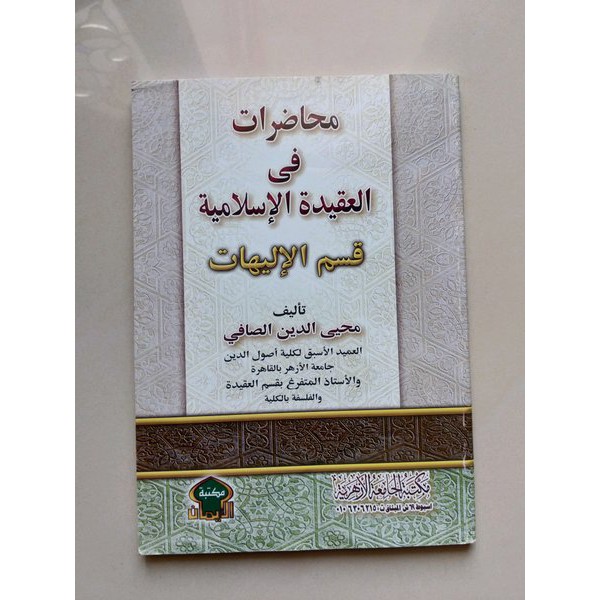 محاضرات
فى
العقيدة الإسلامية
قسم الإليهات
تأليف
محيى الدين الصافي
العميد الأسبق لكلية أصول الدين
جامعة الأزهر بالقاهرة
والأستاذ المتفرغ بقسم العقيدة
والفلسفة بالكلية
مكتبة
الإيمان
مكتبة الجامعة الأزهرية